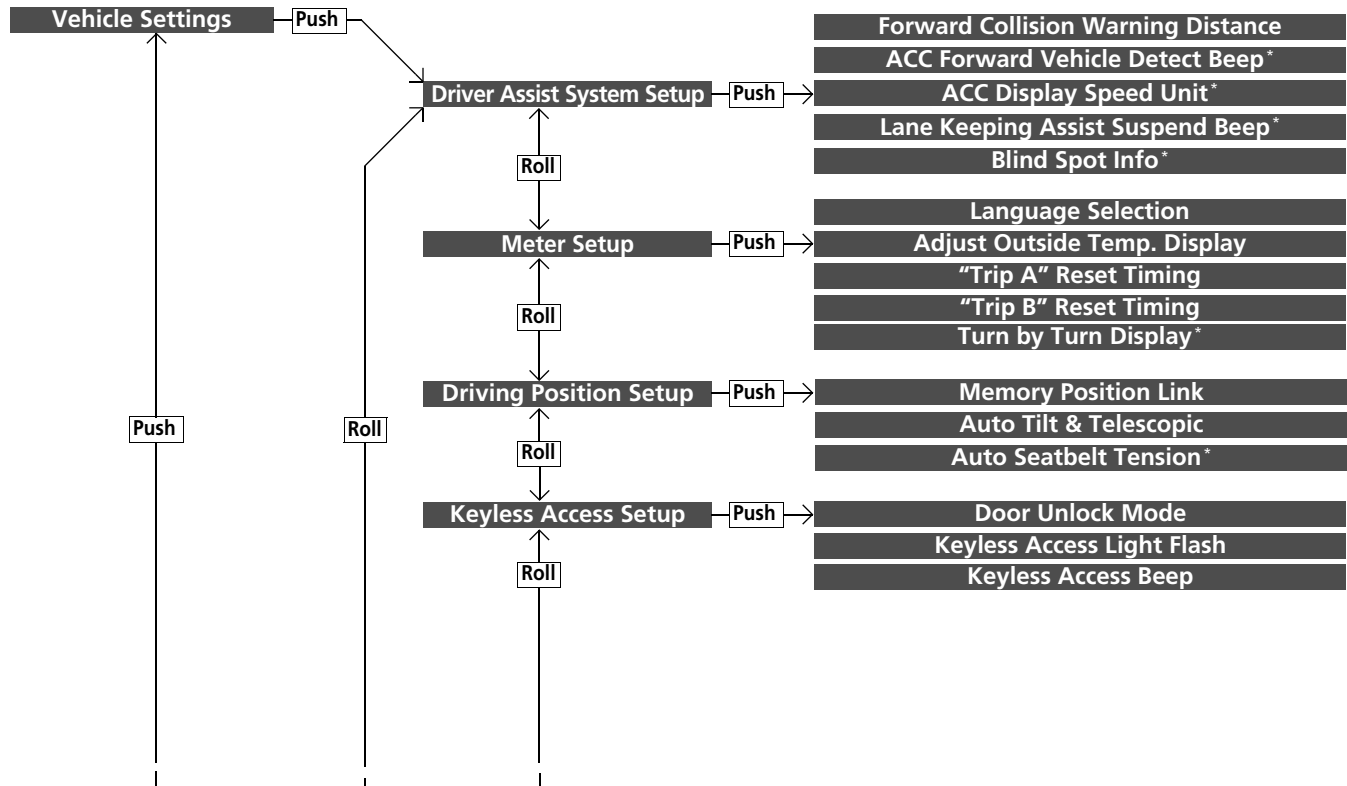 Vehicle Settings
Push
Forward Collision Warning Distance
ACC Forward Vehicle Detect Beep*
Driver Assist System Setup
Push
ACC Display Speed Unit*
Lane Keeping Assist Suspend Beep*
Blind Spot Info*
Roll
Language Selection
Meter Setup
Push
Adjust Outside Temp. Display
“Trip A” Reset Timing
“Trip B” Reset Timing
Turn by Turn Display*
Roll
Driving Position Setup
Push
Memory Position Link
Auto Tilt & Telescopic
Auto Seatbelt Tension*
Push
Roll
Roll
Keyless Access Setup
Push
Door Unlock Mode
Keyless Access Light Flash
Keyless Access Beep
Roll